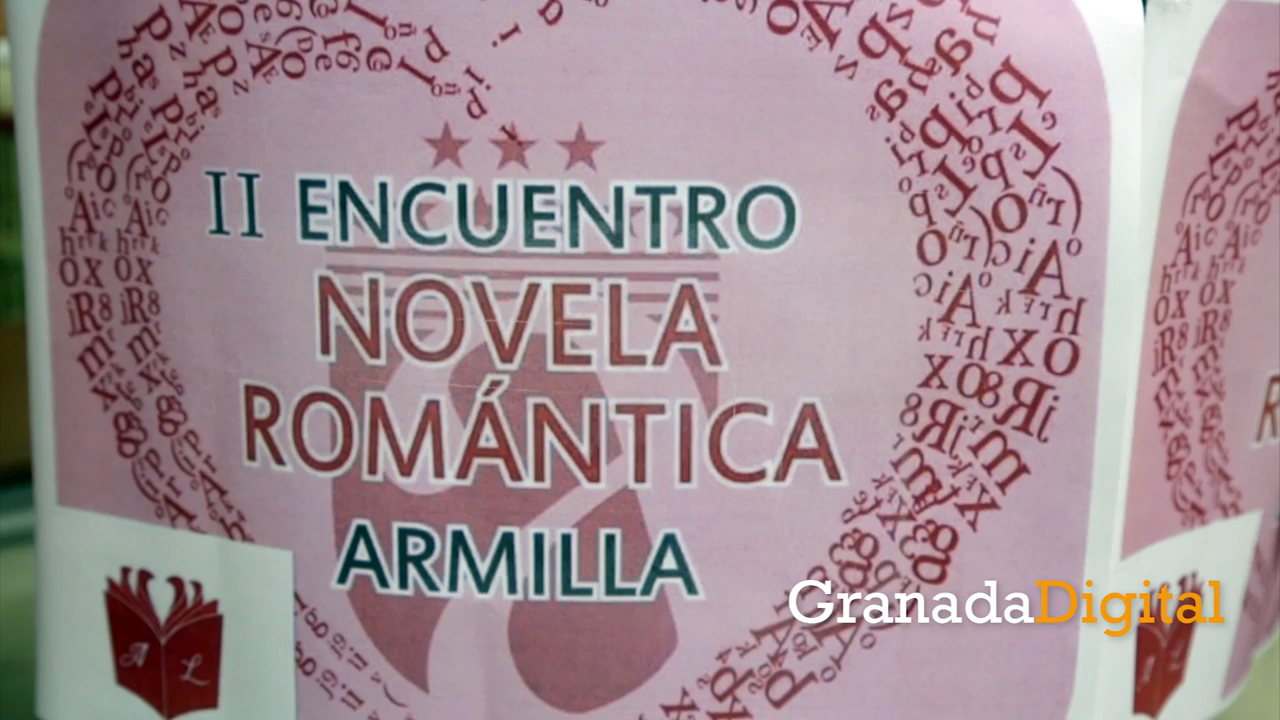 II ENCUENTRO
NOVELA
ROMÁNTICA
ARMILLA
A L
GranadaDigital